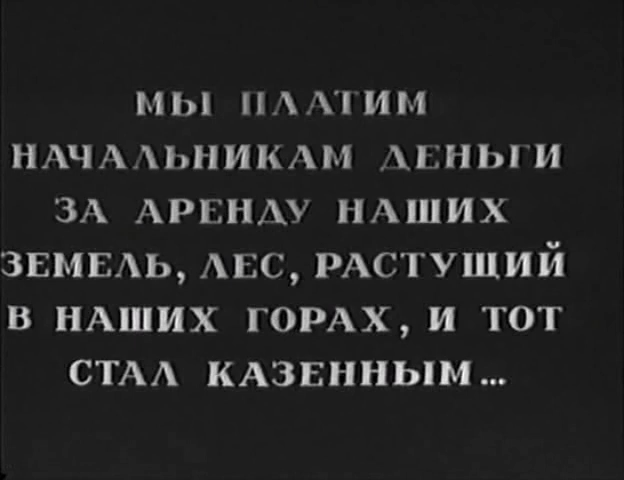 МЫ ПЛАТИМ
НАЧАЛЬНИКАМ ДЕНЬГИ
ЗА АРЕНДУ НАШИХ
ЗЕМЕЛЬ, ЛЕС, РАСТУЩИЙ
В НАШИХ ГОРАХ, И ТОТ
СТАЛ КАЗЕННЫМ...